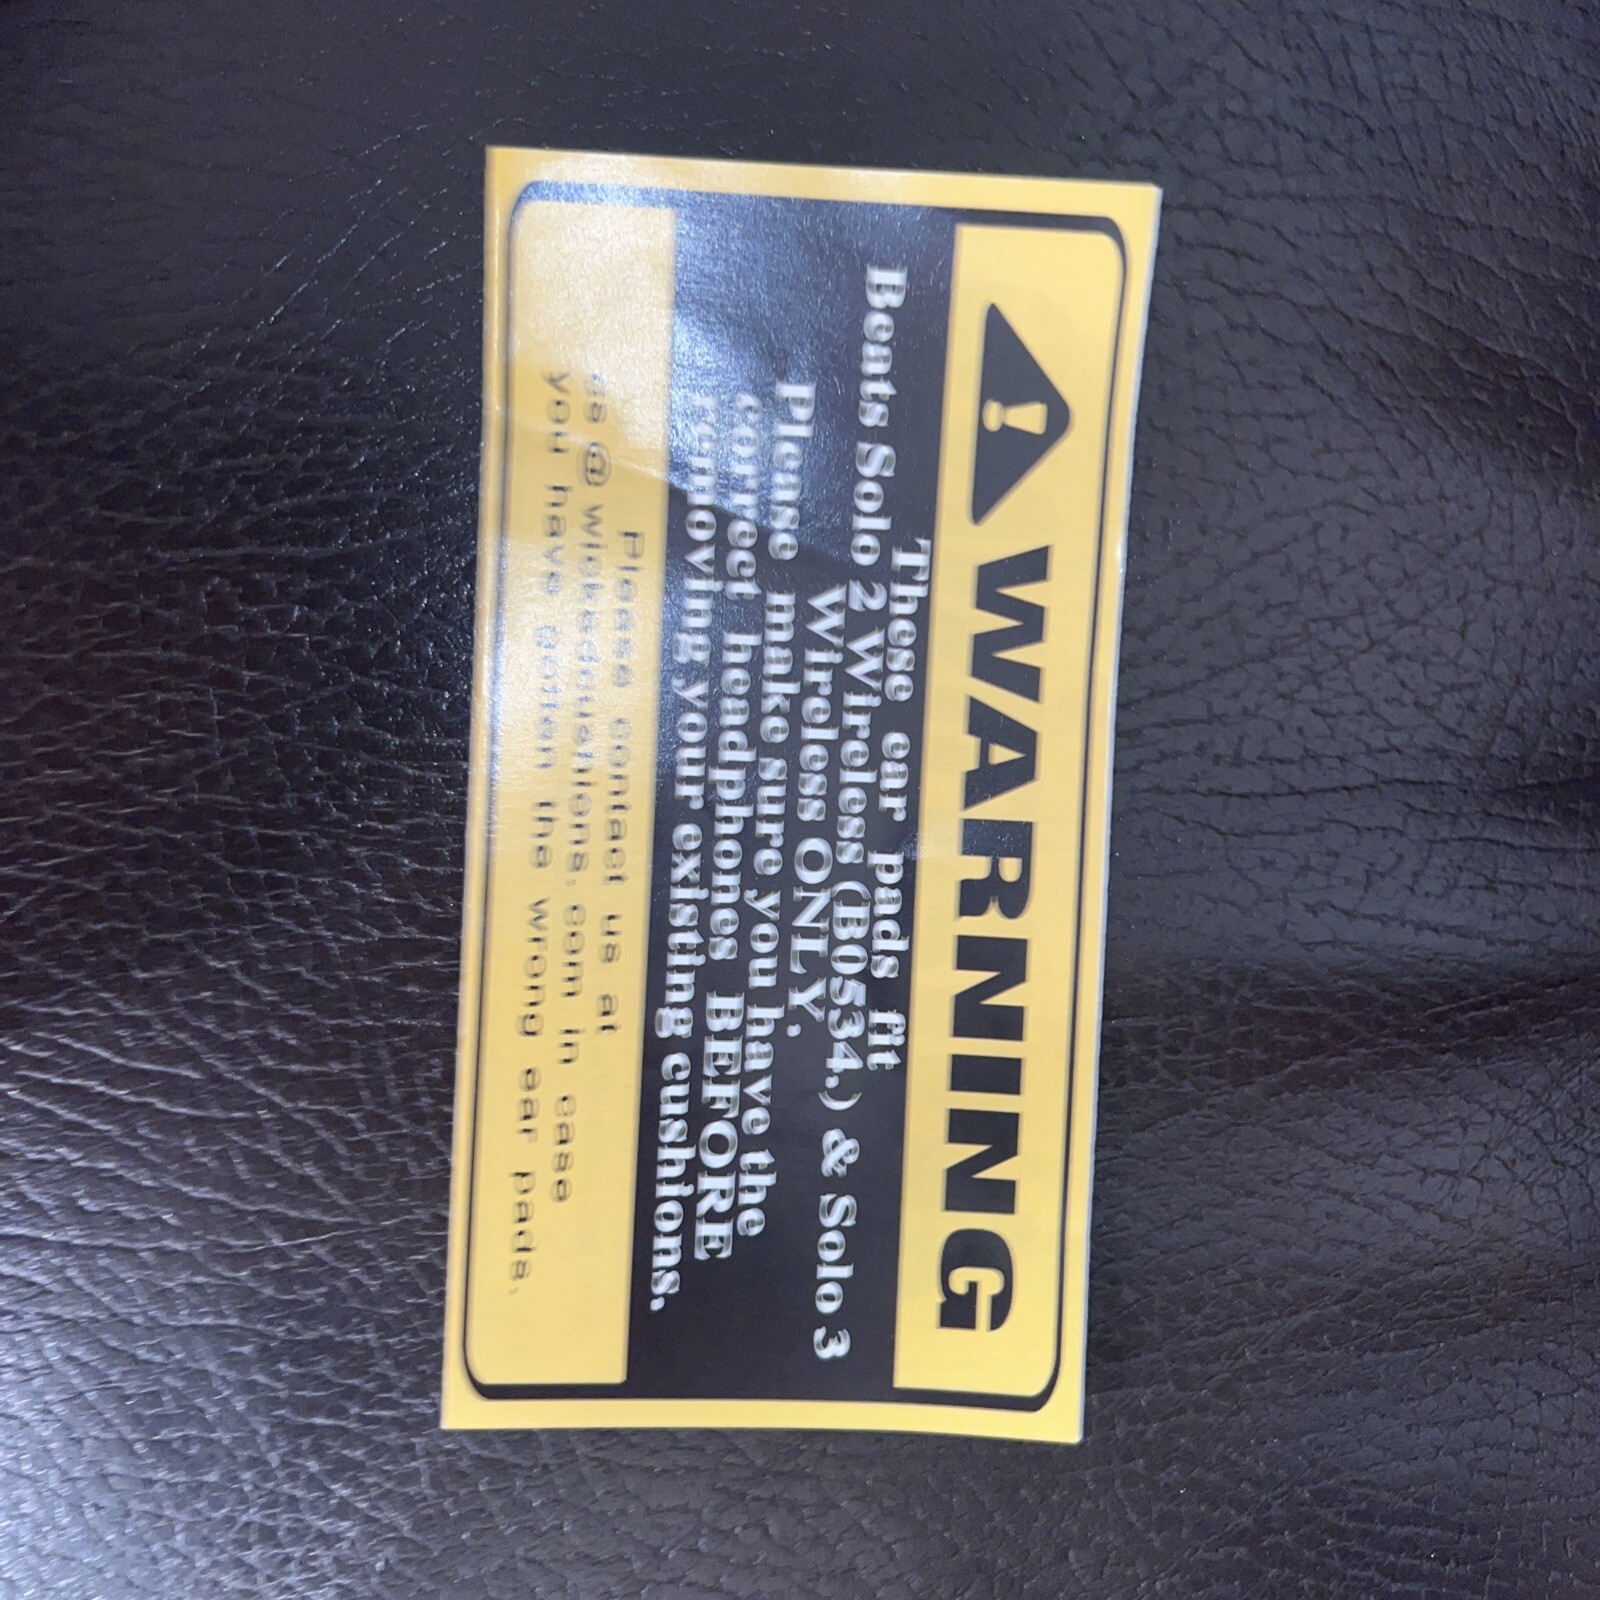 WARNING
These ear pads fit
Beats Solo 2 Wireless (B0534,) & Solo 3
Wireless ONLY.
Please make sure you have the
correct headphones BEFORE
removing your existing cushions.
Please contact us at
cs@wickedcushions.com in case
you have gotten the wrong ear pads.